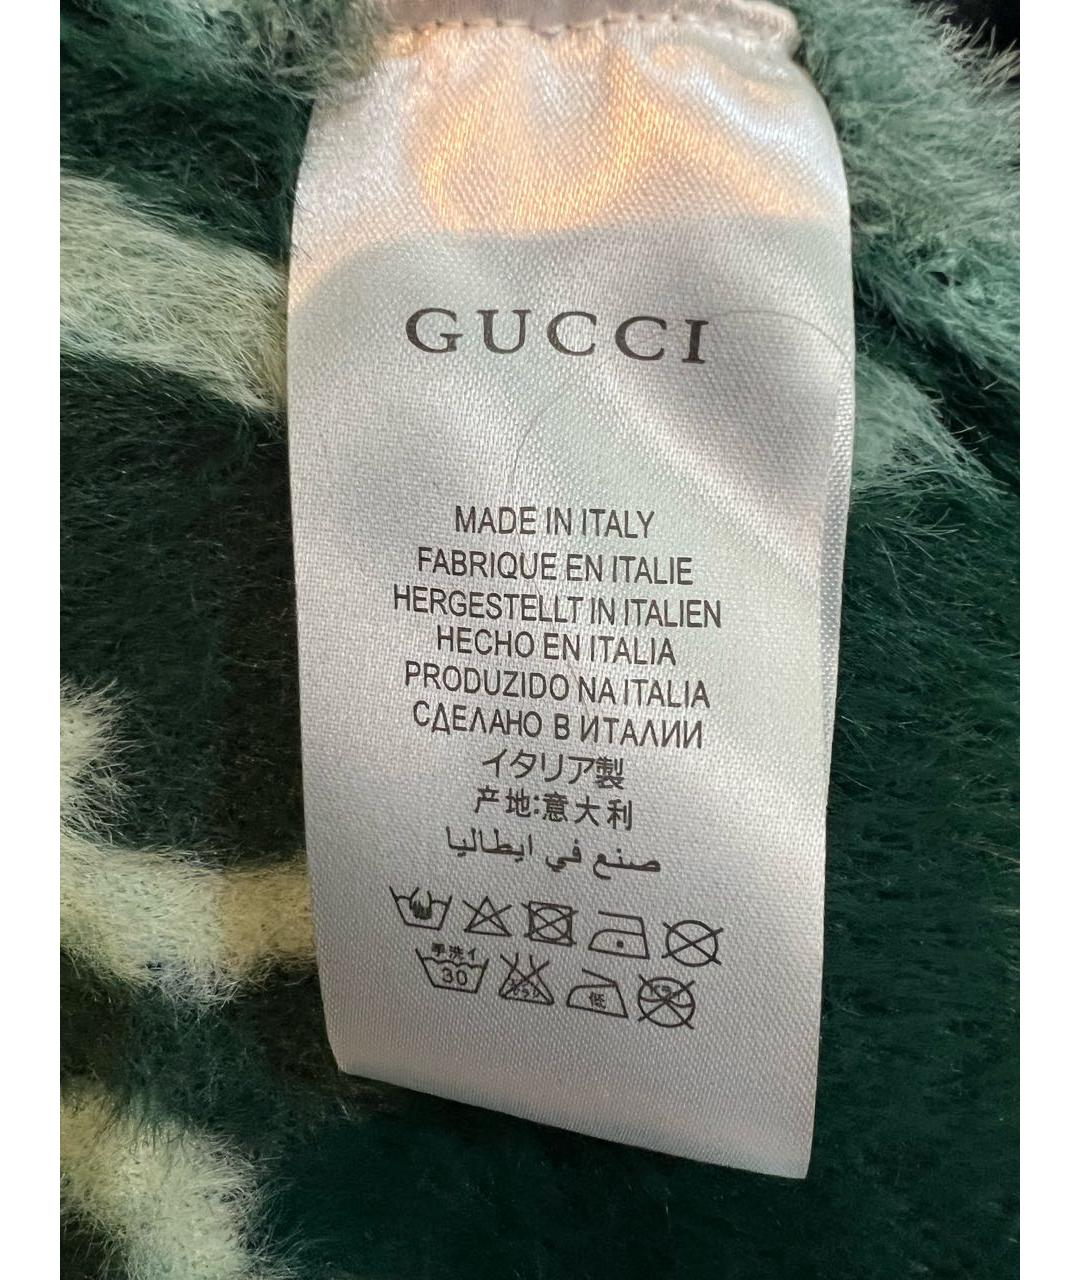 GUCCI
MADE IN ITALY
FABRIQUE EN ITALIE
HERGESTELLT IN ITALIEN
HECHO EN ITALIA
PRODUZIDO NA ITALIA
СДЕЛАНО В ИТАЛИИ
イタリア製
产地:意大利
صنع في ايطاليا
手洗イ
30
低